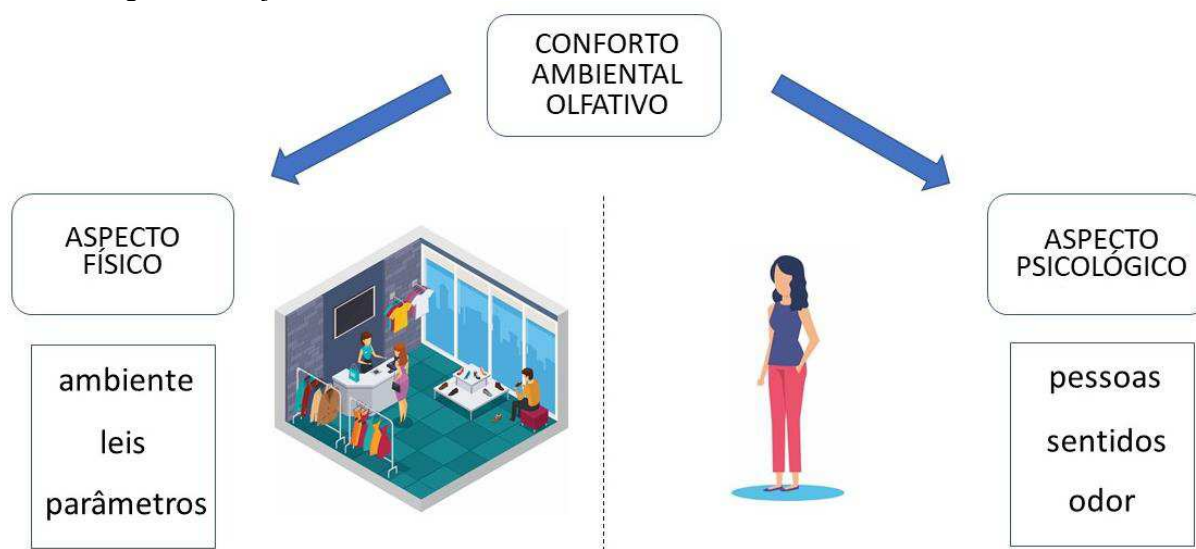 CONFORTO
AMBIENTAL
OLFATIVO
ASPECTO
FÍSICO
ambiente
leis
parâmetros
ASPECTO
PSICOLÓGICO
pessoas
sentidos
odor